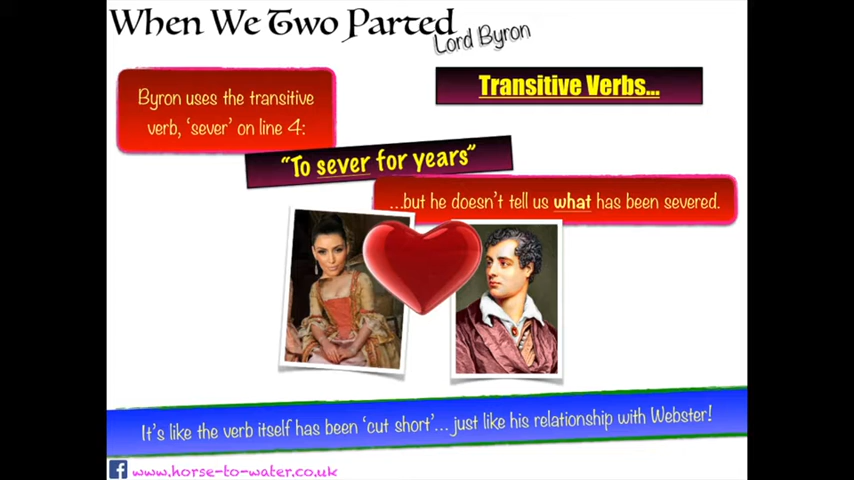 When We Two Parted
Lord Byron
Transitive Verbs...
Byron uses the transitive
verb, ‘sever’ on line 4:
“To sever for years”
...but he doesn’t tell us what has been severed.
It’s like the verb itself has been ‘cut short’... just like his relationship with Webster!
f www.horse-to-water.co.uk